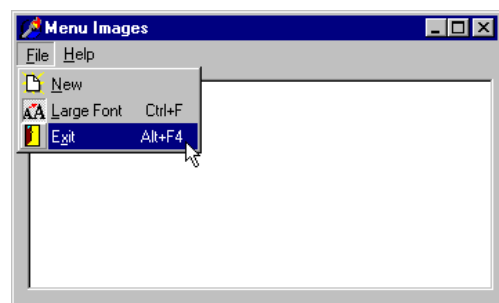 Menu Images
File Help
New
Large Font Ctrl+F
Exit Alt+F4